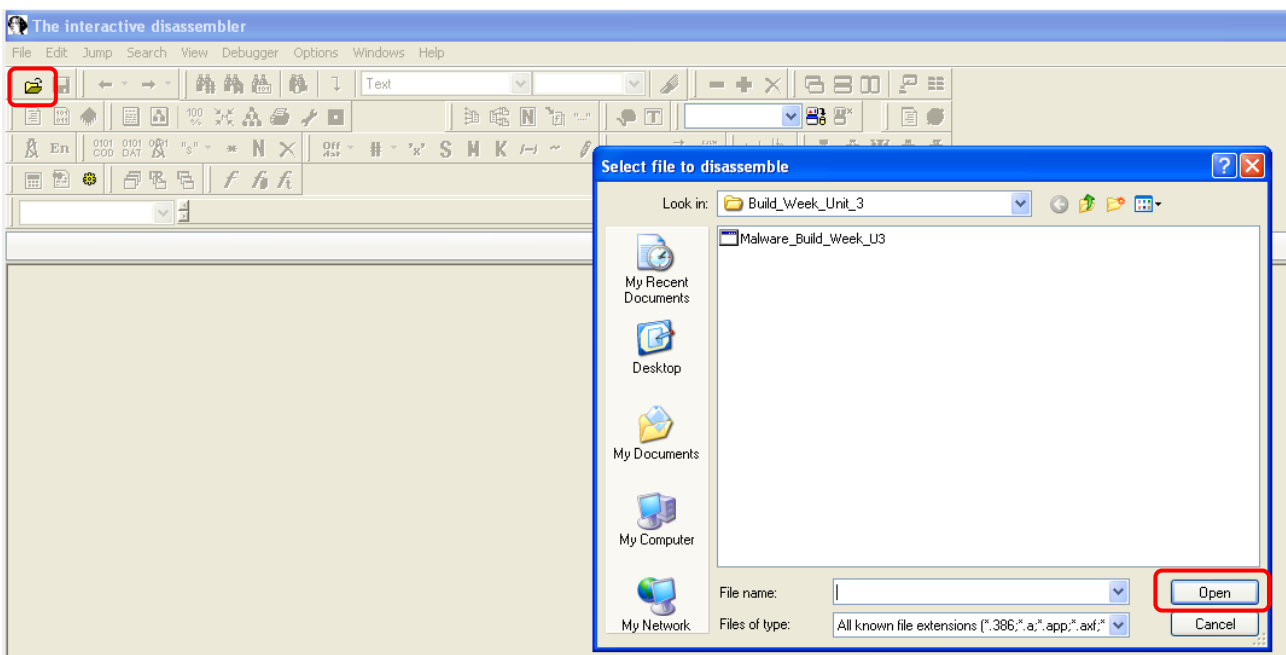 The interactive disassembler
File Edit Jump Search View Debugger Options Windows Help
Text
En
Select file to disassemble
Look in: Build_Week_Unit_3
Malware_Build_Week_U3
My Recent
Documents
Desktop
My Documents
My Computer
My Network
File name:
Open
Files of type: All known file extensions (*.386;*.a;*.app;*.axf;*
Cancel